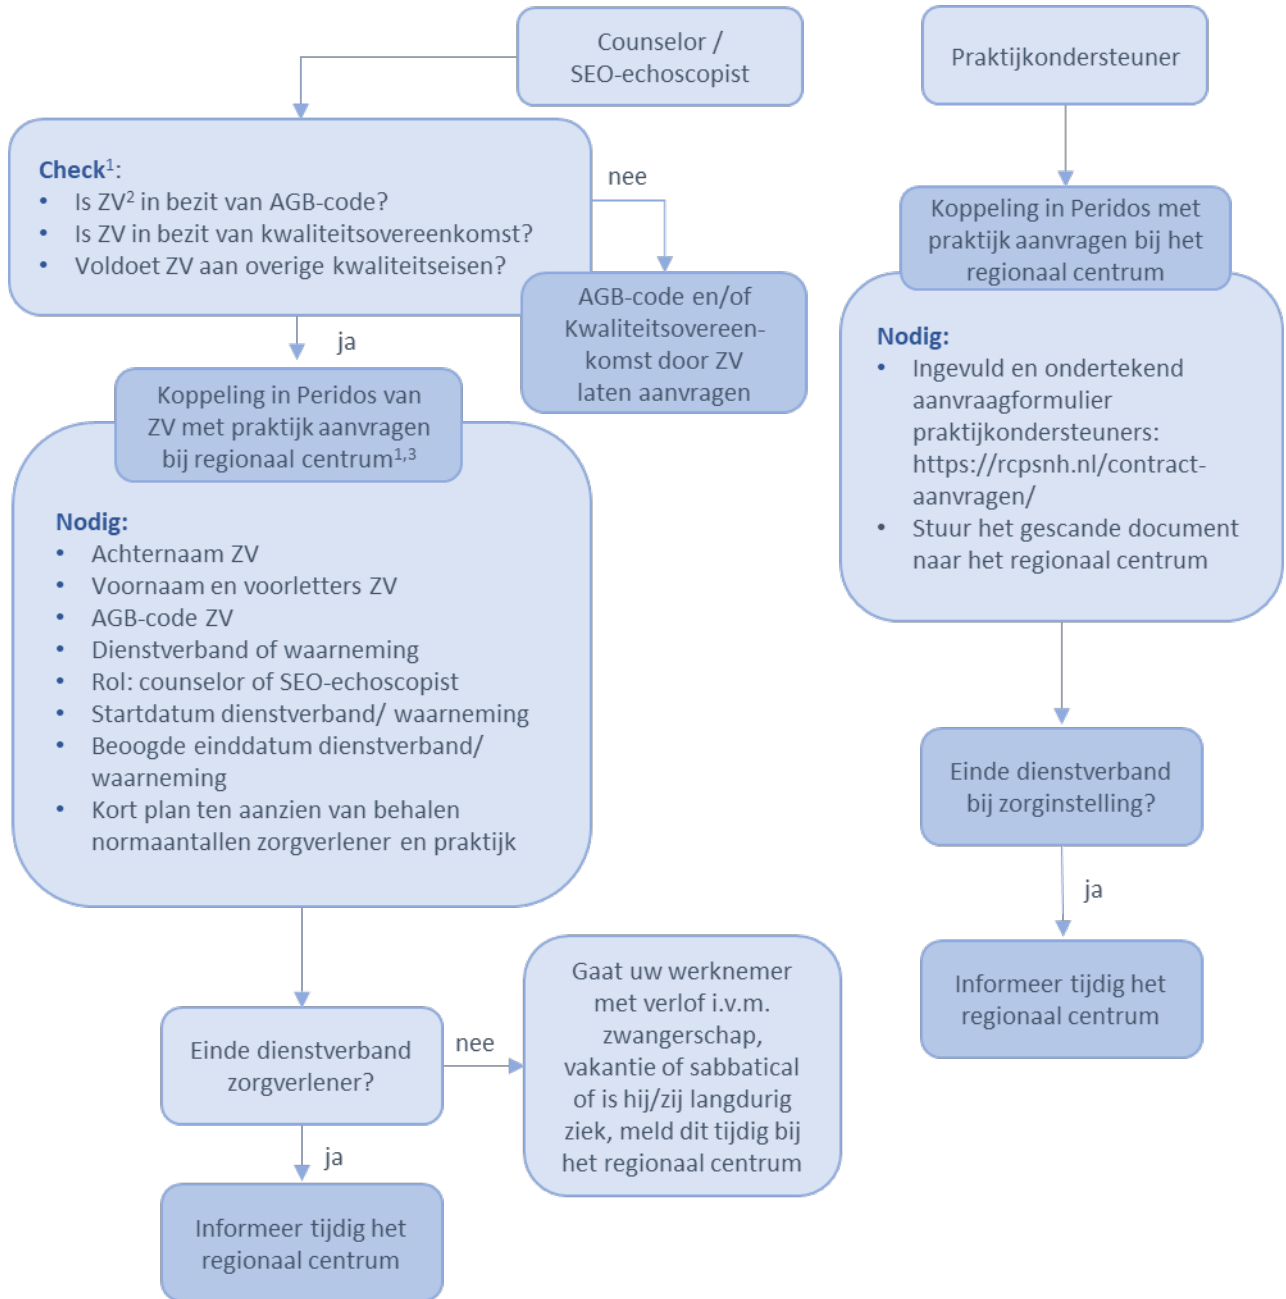 Counselor /
SEO-echoscopist
Check1:
• Is ZV2 in bezit van AGB-code?
• Is ZV in bezit van kwaliteitsovereenkomst?
• Voldoet ZV aan overige kwaliteitseisen?
nee
AGB-code en/of
Kwaliteitsovereen-
komst door ZV
laten aanvragen
ja
Koppeling in Peridos van
ZV met praktijk aanvragen
bij regionaal centrum1,3
Nodig:
• Achternaam ZV
• Voornaam en voorletters ZV
• AGB-code ZV
• Dienstverband of waarneming
• Rol: counselor of SEO-echoscopist
• Startdatum dienstverband/ waarneming
• Beoogde einddatum dienstverband/
waarneming
• Kort plan ten aanzien van behalen
normaantallen zorgverlener en praktijk
Einde dienstverband
zorgverlener?
nee
Gaat uw werknemer
met verlof i.v.m.
zwangerschap,
vakantie of sabbatical
of is hij/zij langdurig
ziek, meld dit tijdig bij
het regionaal centrum
ja
Informeer tijdig het
regionaal centrum
Praktijkondersteuner
Koppeling in Peridos met
praktijk aanvragen bij het
regionaal centrum
Nodig:
• Ingevuld en ondertekend
aanvraagformulier
praktijkondersteuners:
https://rcpsnh.nl/contract-
aanvragen/
• Stuur het gescande document
naar het regionaal centrum
Einde dienstverband
bij zorginstelling?
ja
Informeer tijdig het
regionaal centrum